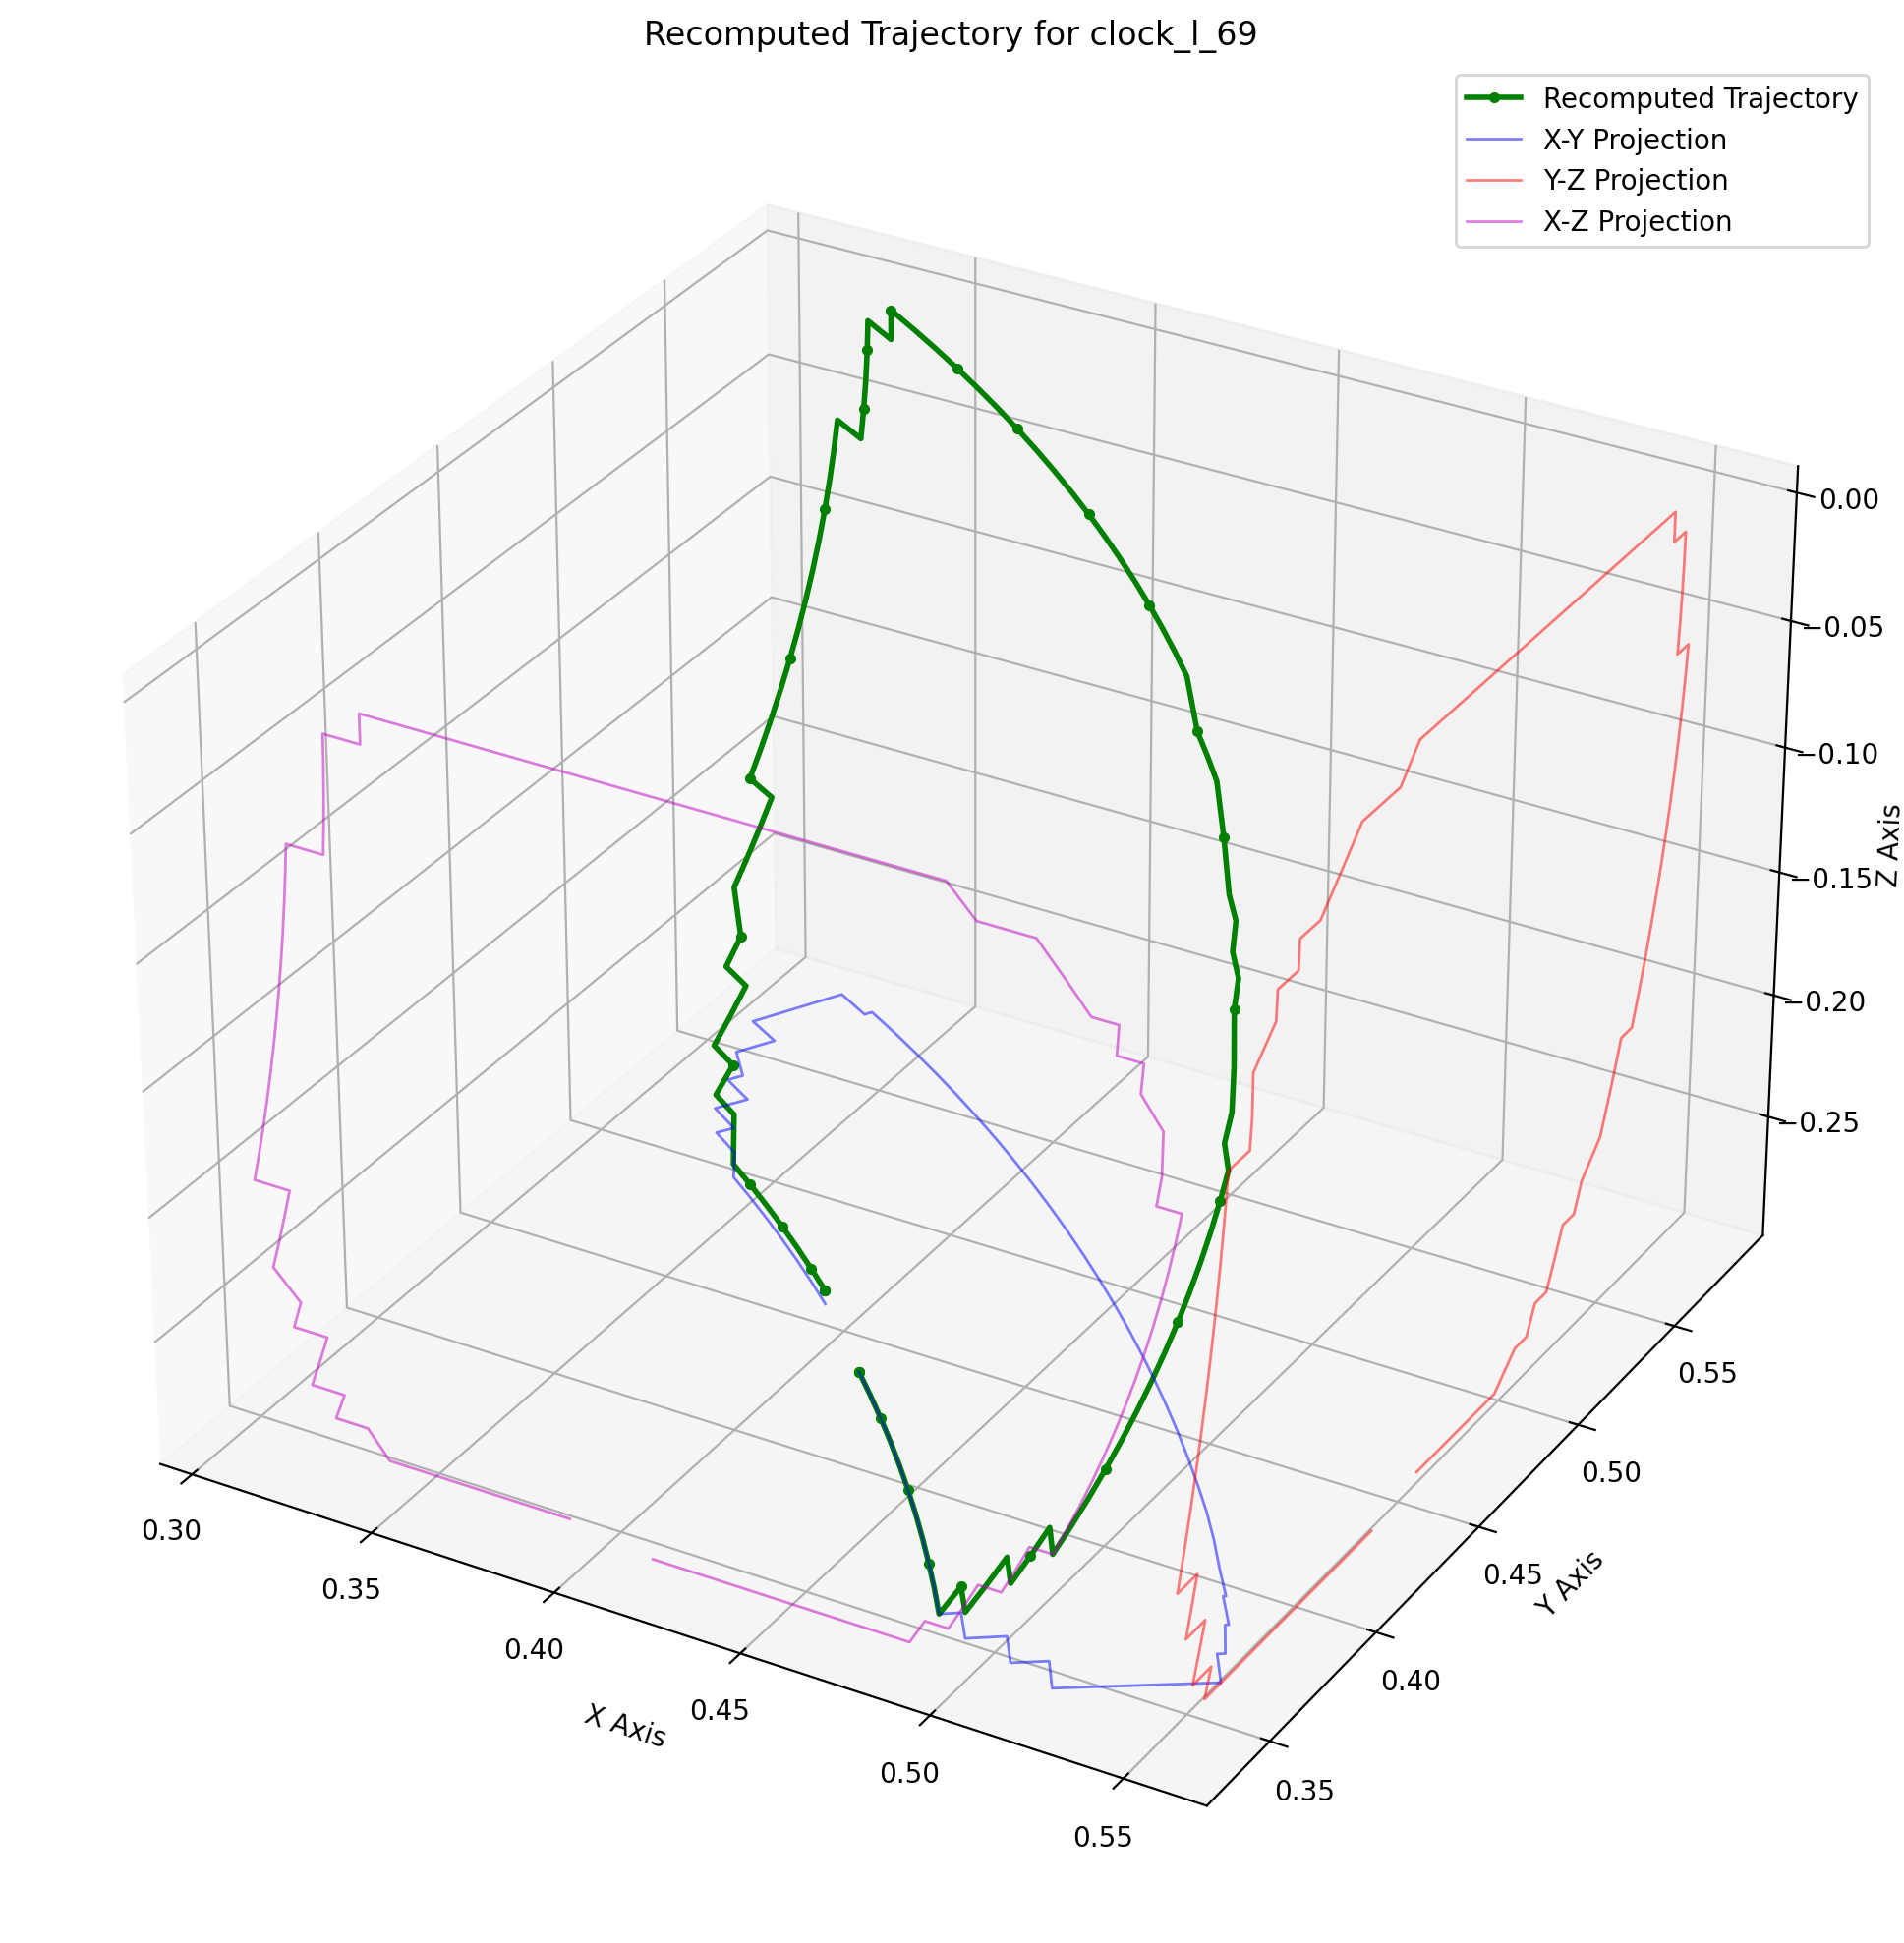 Recomputed Trajectory for clock_l_69
Recomputed Trajectory
X-Y Projection
Y-Z Projection
X-Z Projection
0.00
−0.05
−0.10
−0.15
−0.20
−0.25
Z Axis
0.55
0.50
0.45
0.40
0.35
Y Axis
0.30
0.35
0.40
0.45
0.50
0.55
X Axis